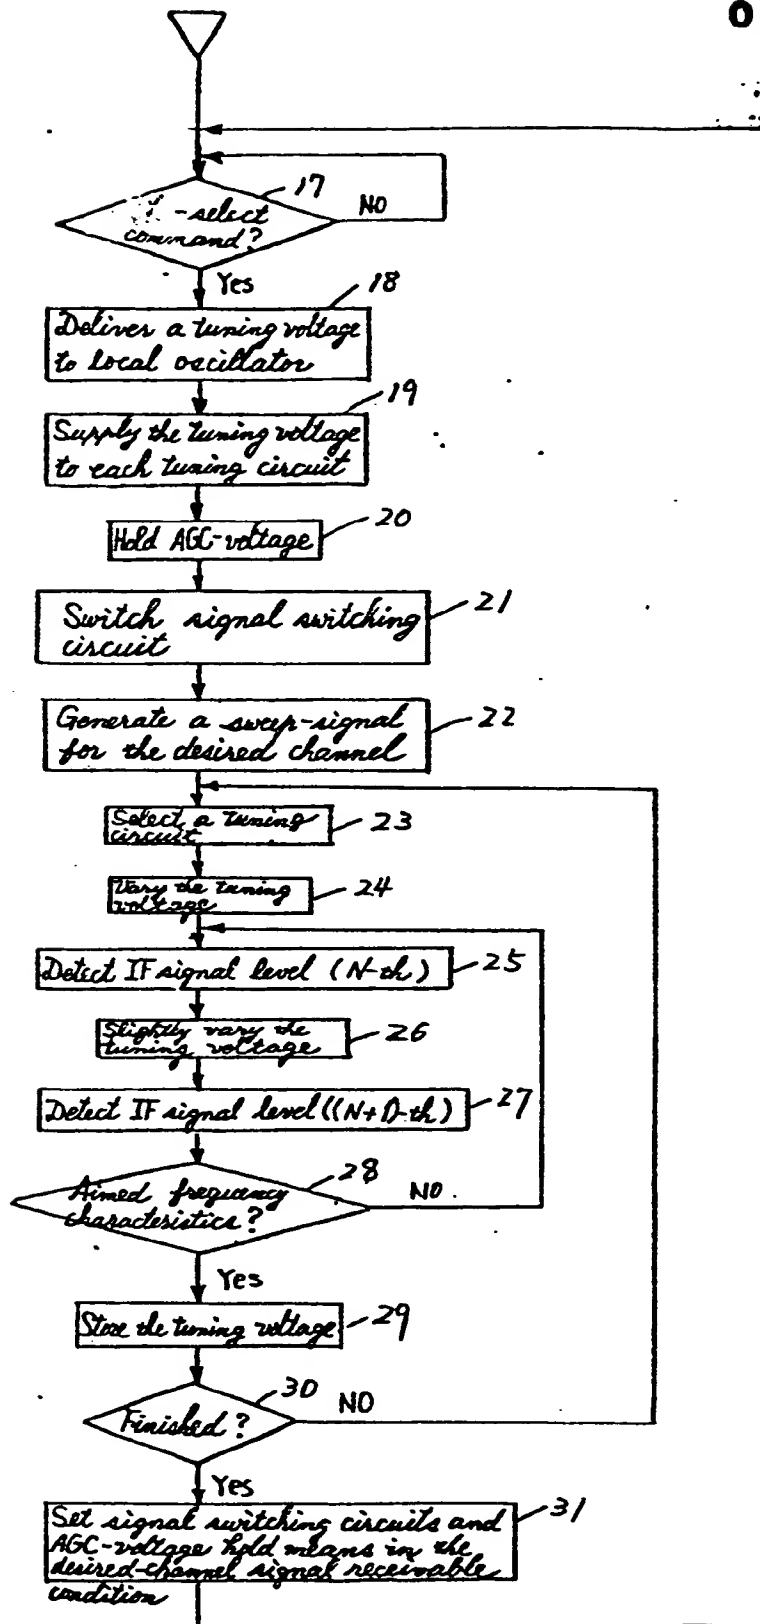 0
17
-select
command?
NO
Yes
18
Deliver a tuning voltage
to local oscillator
19
Supply the tuning voltage
to each tuning circuit
20
Hold AGC-voltage
21
Switch signal switching
circuit
22
Generate a sweep-signal
for the desired channel
23
Select a tuning
circuit
24
Vary the tuning
voltage
Detect IF signal level (N-th)
25
Slightly vary the
tuning voltage
26
Detect IF signal level((N+1)-th)
27
28
Aimed frequency
characteristics?
NO.
Yes
Store the tuning voltage
29
30
Finished?
NO
Yes
31
Set signal switching circuits and
AGC-voltage hold means in the
desired-channel signal receivable
condition